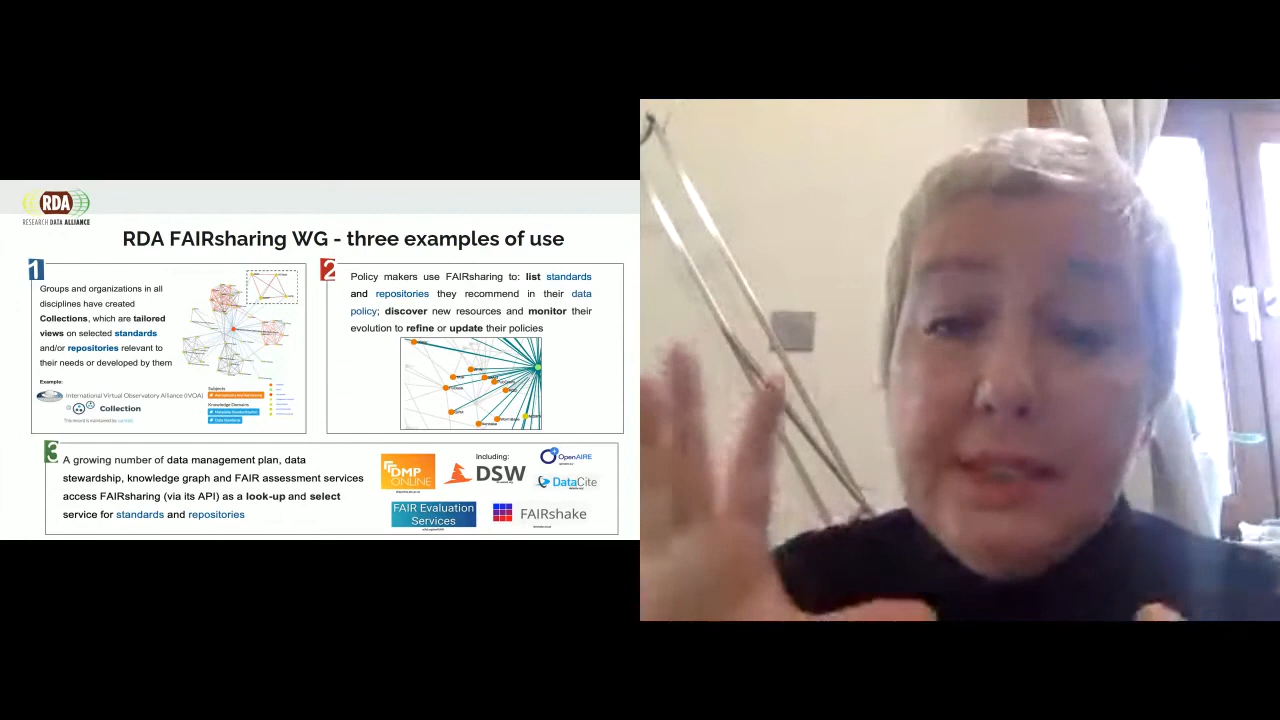 RDA
RESEARCH DATA ALLIANCE
RDA FAIRsharing WG - three examples of use
1
Groups and organizations in all
disciplines have created
Collections, which are tailored
views on selected standards
and/or repositories relevant to
their needs or developed by them
Example:
International Virtual Observatory Alliance (IVOA)
Collection
This record is maintained by
Subjects
Knowledge Domains
2
Policy makers use FAIRsharing to: list standards
and repositories they recommend in their data
policy; discover new resources and monitor their
evolution to refine or update their policies
3
A growing number of data management plan, data
stewardship, knowledge graph and FAIR assessment services
access FAIRsharing (via its API) as a look-up and select
service for standards and repositories
DMP
ONLINE
Including:
DSW
OpenAIRE
DataCite
FAIR Evaluation
Services
FAIRshake